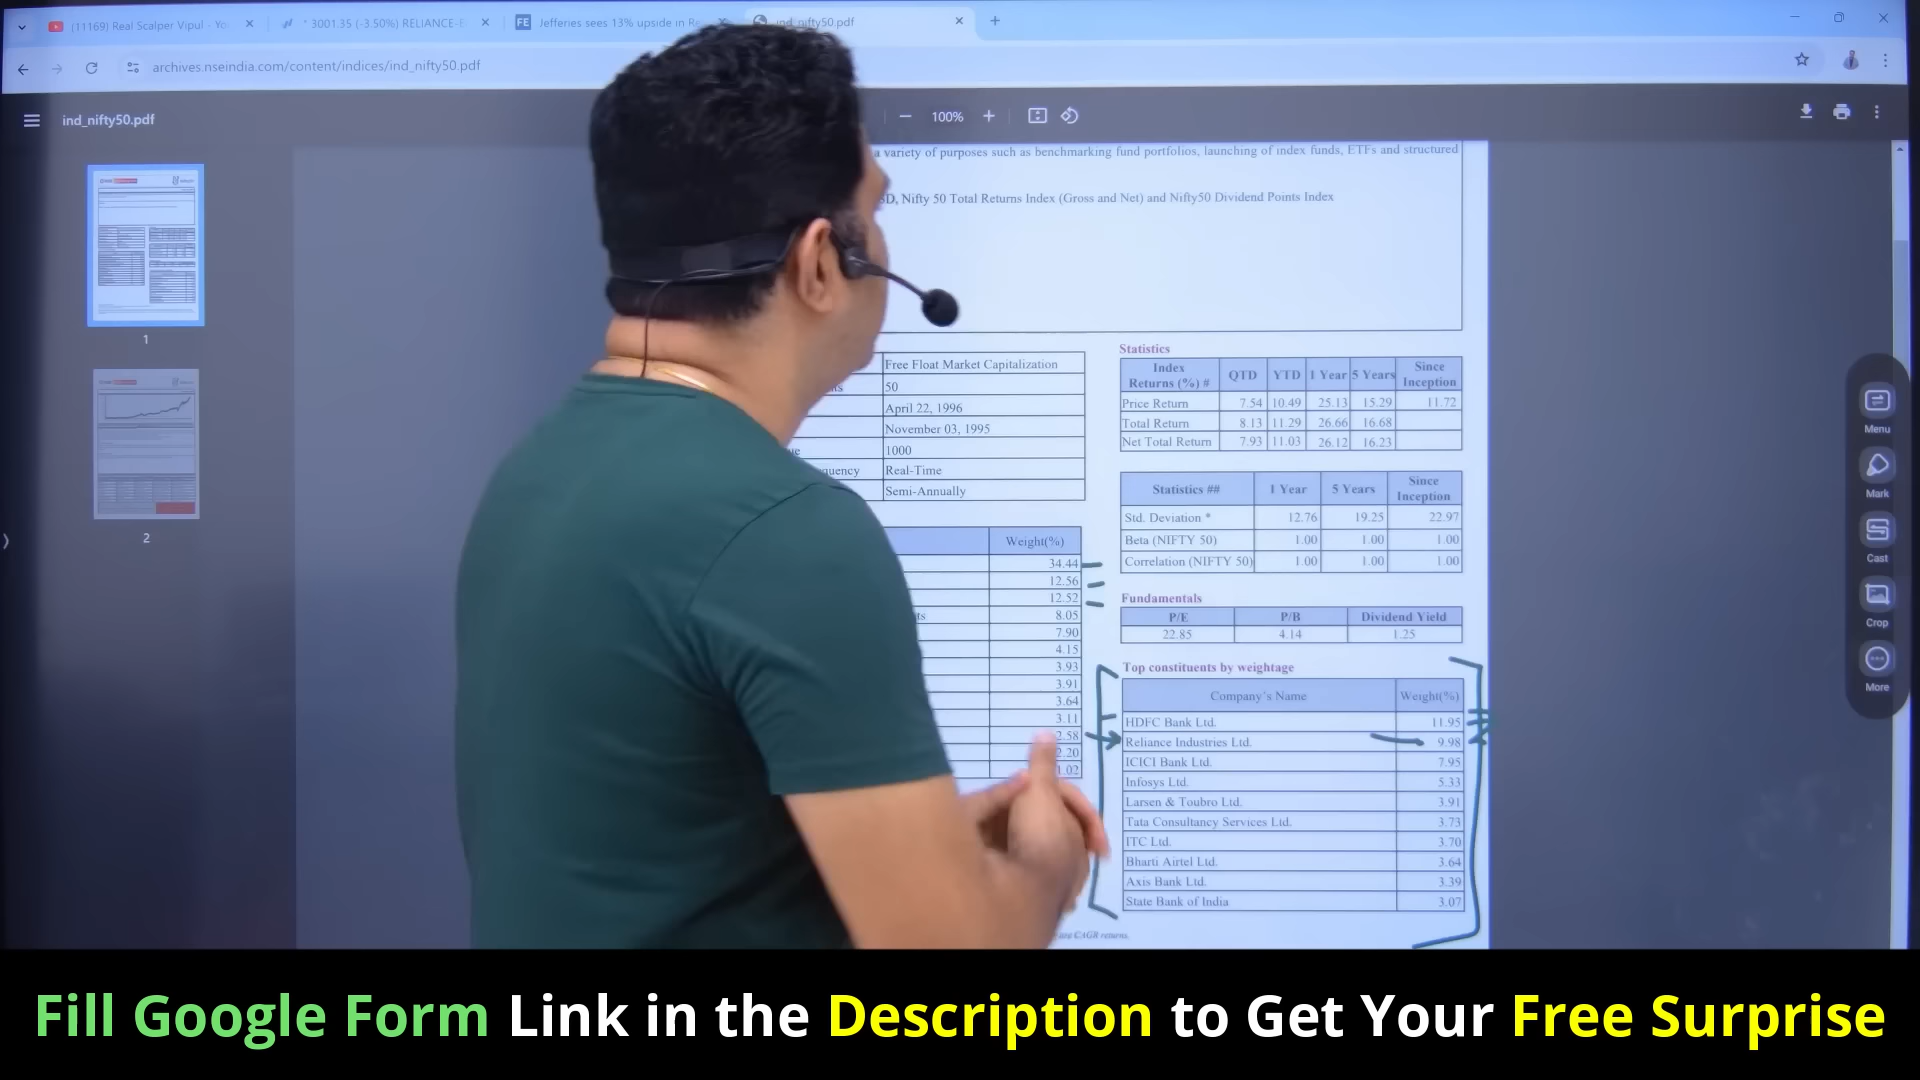 (11169) Real Scalper Vipul - Yo
3001.35 (-3.50%) RELIANCE-E
FE Jefferies sees 13% upside in Re
ind_nifty50.pdf
archives.nseindia.com/content/indices/ind_nifty50.pdf
ind_nifty50.pdf
100%
1
2
a variety of purposes such as benchmarking fund portfolios, launching of index funds, ETFs and structured
SD, Nifty 50 Total Returns Index (Gross and Net) and Nifty50 Dividend Points Index
Free Float Market Capitalization
50
April 22, 1996
November 03, 1995
1000
Real-Time
Semi-Annually
Weight(%)
34.44
12.56
12.52
8.05
7.90
4.15
3.93
3.91
3.64
3.11
2.58
2.20
1.02
Statistics
Index Returns (%) # QTD YTD 1 Year 5 Years Since Inception
Price Return 7.54 10.49 25.13 15.29 11.72
Total Return 8.13 11.29 26.66 16.68
Net Total Return 7.93 11.03 26.12 16.23
Statistics ## 1 Year 5 Years Since Inception
Std. Deviation * 12.76 19.25 22.97
Beta (NIFTY 50) 1.00 1.00 1.00
Correlation (NIFTY 50) 1.00 1.00 1.00
Fundamentals
P/E P/B Dividend Yield
22.85 4.14 1.25
Top constituents by weightage
Company's Name Weight(%)
HDFC Bank Ltd. 11.95
Reliance Industries Ltd. 9.98
ICICI Bank Ltd. 7.95
Infosys Ltd. 5.33
Larsen & Toubro Ltd. 3.91
Tata Consultancy Services Ltd. 3.73
ITC Ltd. 3.70
Bharti Airtel Ltd. 3.64
Axis Bank Ltd. 3.39
State Bank of India 3.07
CAGR returns.
Menu
Mark
Cast
Crop
More
Fill Google Form Link in the Description to Get Your Free Surprise